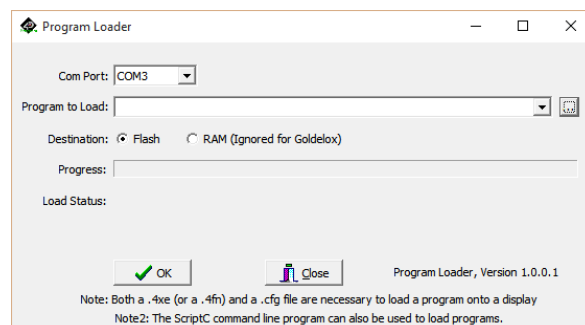 Program Loader
Com Port: COM3
Program to Load:
Destination: Flash RAM (Ignored for Goldelox)
Progress:
Load Status:
OK Close Program Loader, Version 1.0.0.1
Note: Both a .4xe (or a .4fn) and a .cfg file are necessary to load a program onto a display
Note2: The ScriptC command line program can also be used to load programs.